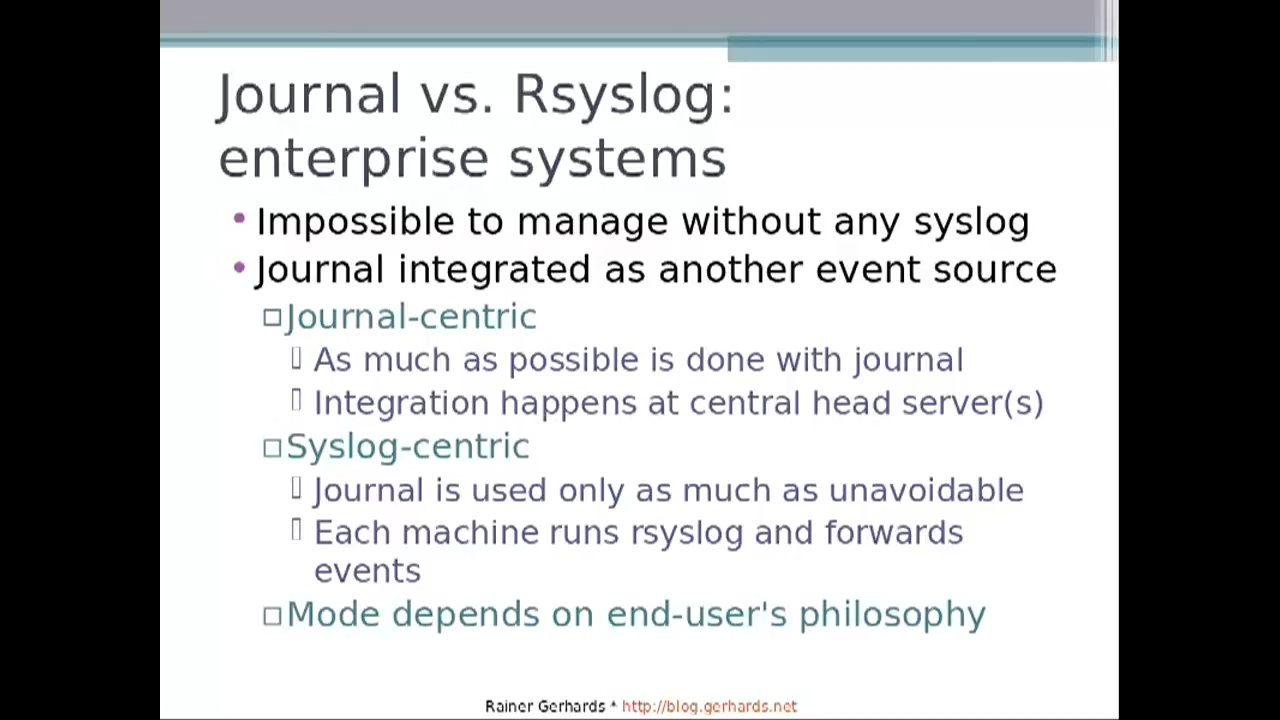 Journal vs. Rsyslog:
enterprise systems
• Impossible to manage without any syslog
• Journal integrated as another event source
□Journal-centric
▯ As much as possible is done with journal
▯ Integration happens at central head server(s)
□Syslog-centric
▯ Journal is used only as much as unavoidable
▯ Each machine runs rsyslog and forwards
events
□Mode depends on end-user's philosophy
Rainer Gerhards * http://blog.gerhards.net